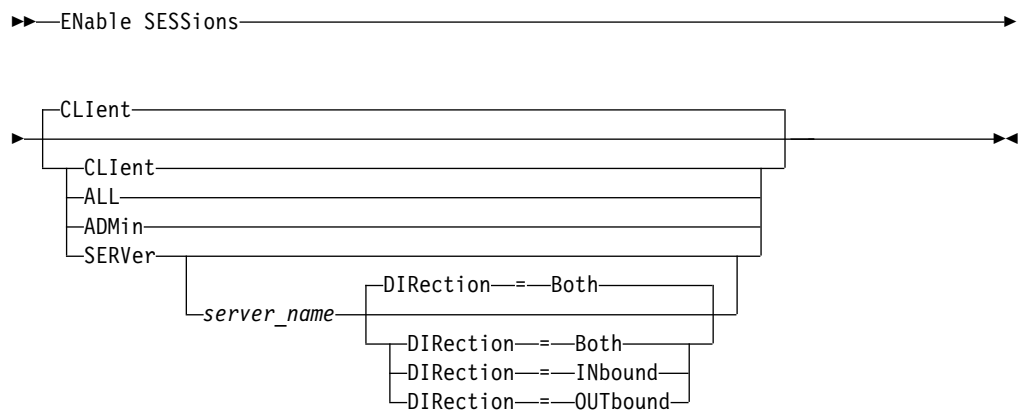 ENable SESSions
CLIent
CLIent
ALL
ADMin
SERVer
DIRection = Both
server_name
DIRection = Both
DIRection = INbound
DIRection = OUTbound